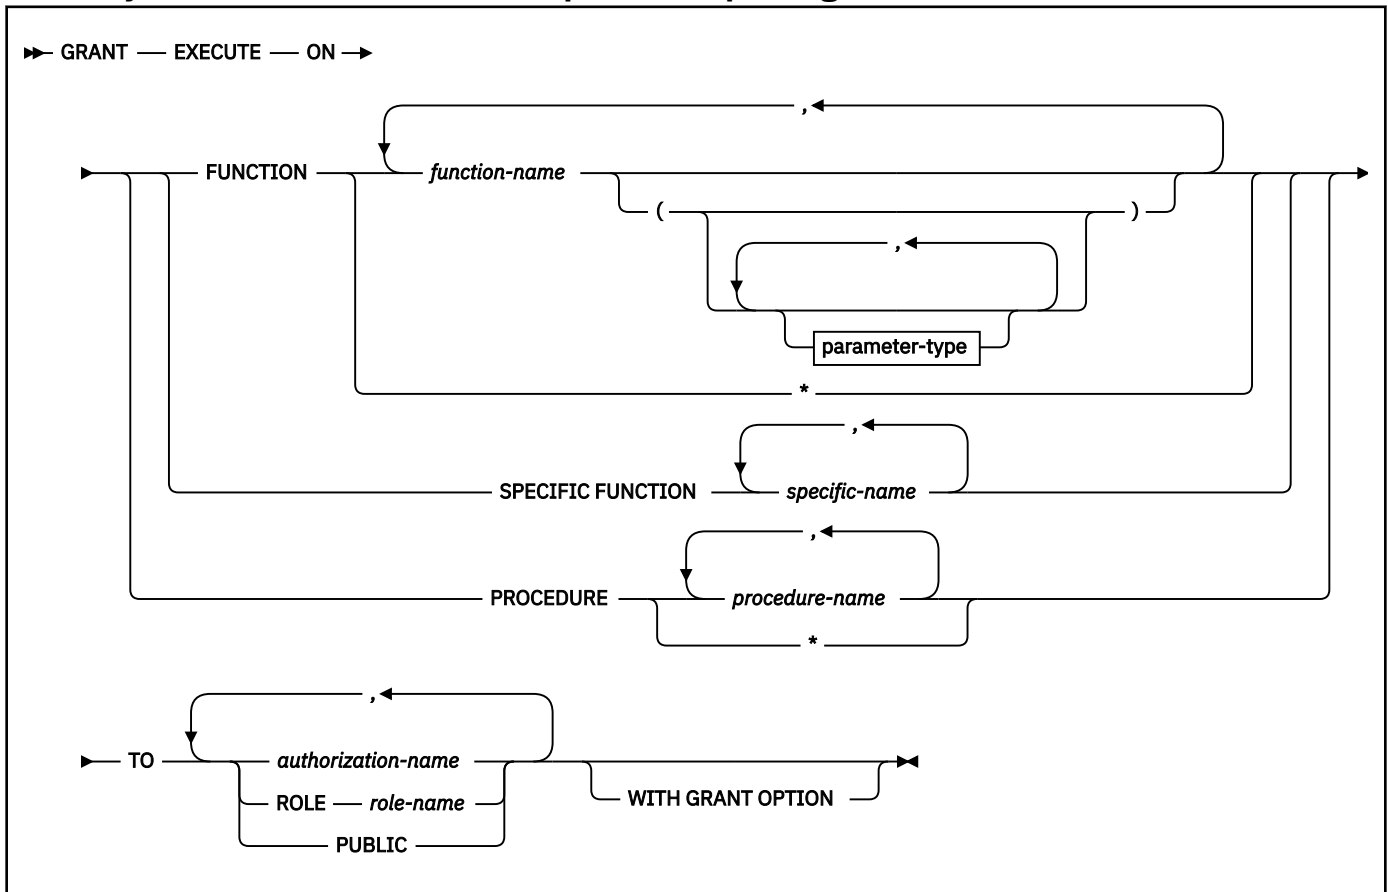 GRANT EXECUTE ON
,
FUNCTION function-name
( )
,
parameter-type
*
,
SPECIFIC FUNCTION specific-name
,
PROCEDURE procedure-name
*
,
TO authorization-name
ROLE role-name WITH GRANT OPTION
PUBLIC